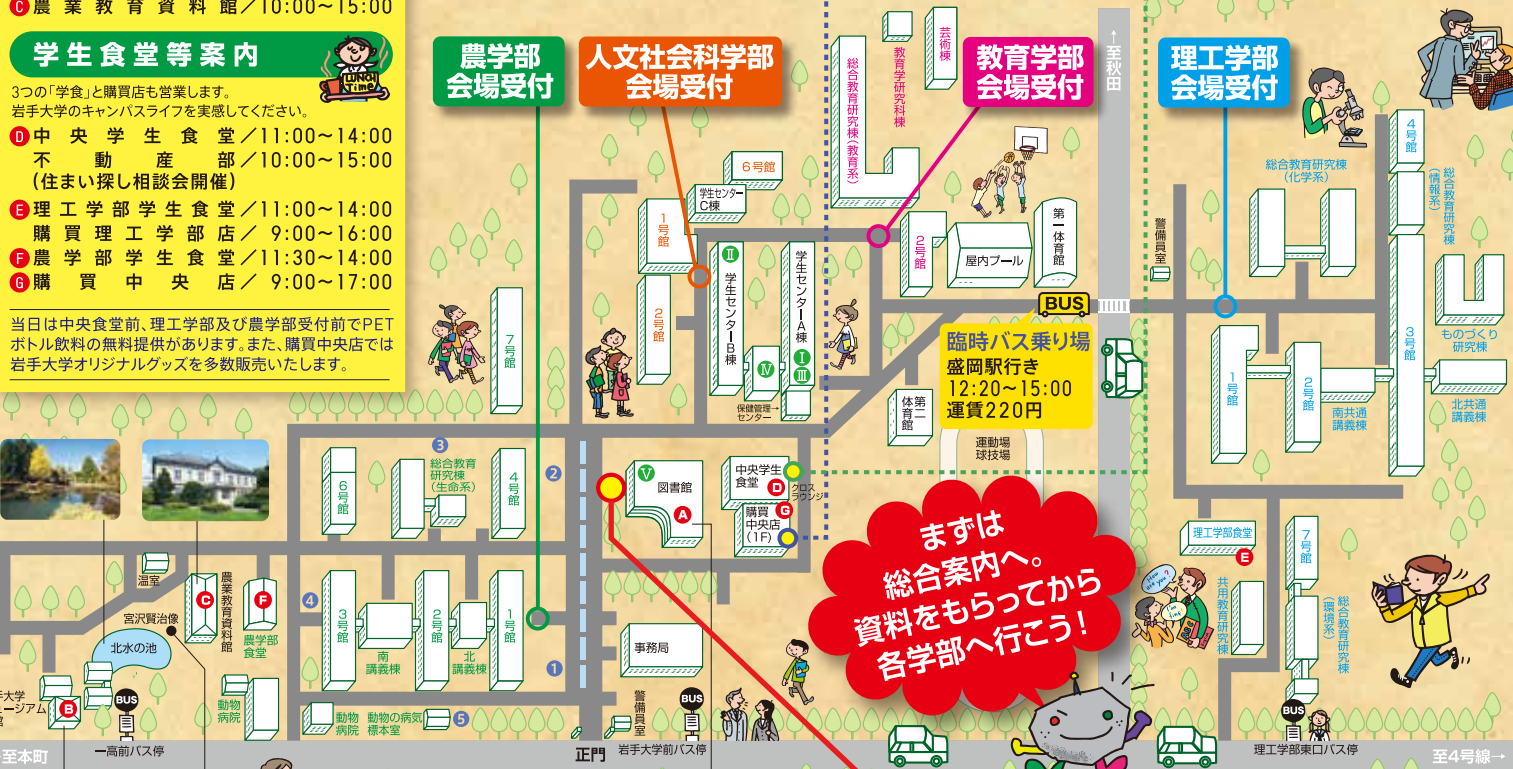 C 農業教育資料館／10:00～15:00
学生食堂等案内
LUNCH
Time
3つの「学食」と購買店も営業します。
岩手大学のキャンパスライフを実感してください。
D 中央学生食堂／11:00～14:00
不動産部／10:00～15:00
(住まい探し相談会開催)
E 理工学部学生食堂／11:00～14:00
購買理工学部店／9:00～16:00
F 農学部学生食堂／11:30～14:00
G 購買中央店／9:00～17:00
当日は中央食堂前、理工学部及び農学部受付前でPET
ボトル飲料の無料提供があります。また、購買中央店では
岩手大学オリジナルグッズを多数販売いたします。
農学部
会場受付
人文社会科学部
会場受付
教育学部
会場受付
理工学部
会場受付
総合教育研究棟(教育系)
教育学研究科棟
芸術棟
↑至秋田
6号館
学生センター
C棟
1号館
2号館
Ⅱ
学生センターB棟
学生センターA棟
Ⅰ
Ⅲ
Ⅳ
保健管理→
センター
7号館
2号館
屋内プール
第一体育館
警備員室
BUS
臨時バス乗り場
盛岡駅行き
12:20～15:00
運賃220円
第二
体育館
運動場
球技場
総合教育研究棟
(化学系)
4号館
総合教育研究棟
(情報系)
3号館
ものづくり
研究棟
1号館
2号館
南共通
講義棟
北共通
講義棟
6号館
3
総合教育
研究棟
(生命系)
4号館
2
Ⅴ
図書館
A
中央学生
食堂
D
クロス
ラウンジ
G
購買
中央店
(1F)
まずは
総合案内へ。
資料をもらってから
各学部へ行こう!
理工学部食堂
E
7号館
共用教育研究棟
総合教育研究棟
(環境系)
How
are you?
I'm
fine!
温室
C
農業教育資料館
F
農学部
食堂
宮沢賢治像
北水の池
4
3号館
南
講義棟
2号館
北
講義棟
1号館
1
事務局
B
BUS
動物
病院
動物
病院
動物の病気
標本室
5
警備員室
BUS
BUS
至本町
一高前バス停
正門
岩手大学前バス停
理工学部東口バス停
至4号線→